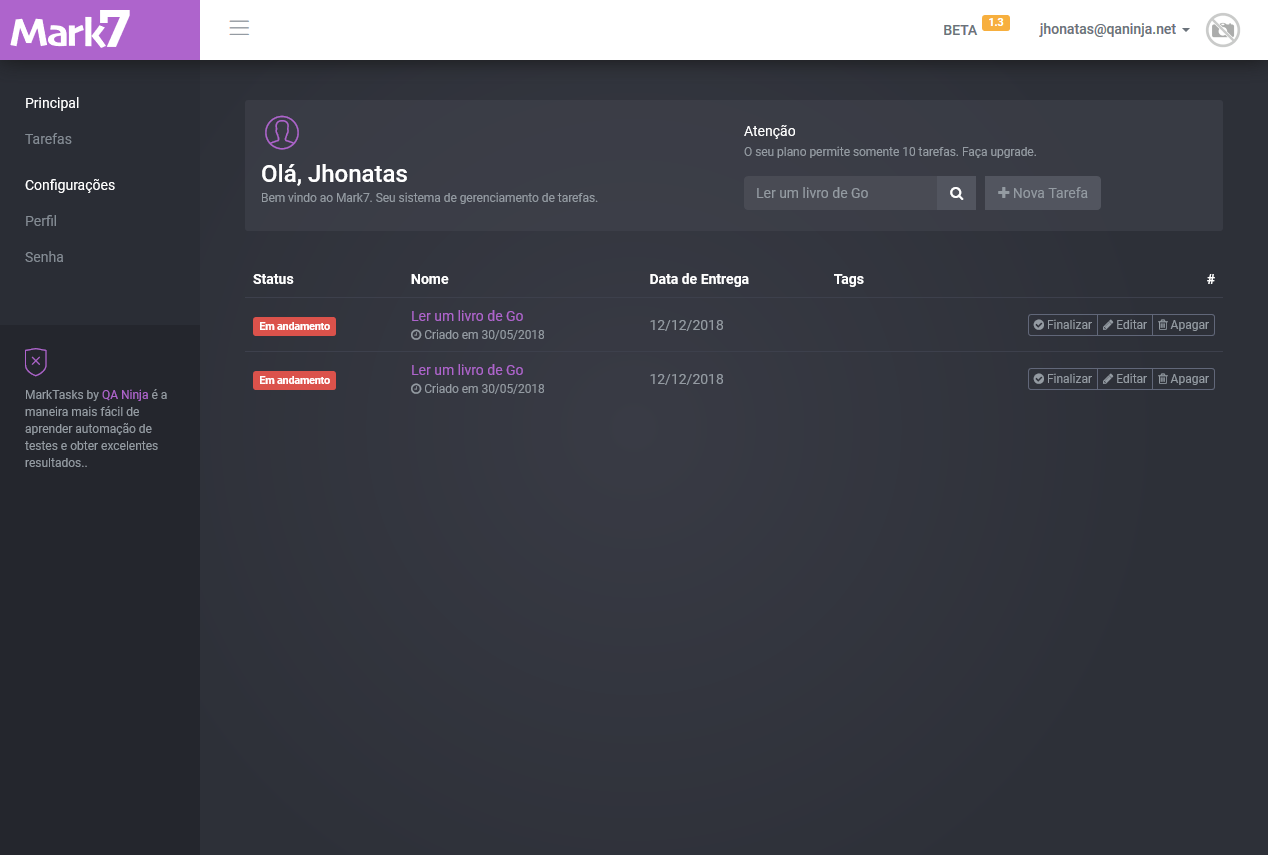 Mark7
BETA 1.3
jhonatas@qaninja.net
Principal
Tarefas
Configurações
Perfil
Senha
MarkTasks by QA Ninja é a
maneira mais fácil de
aprender automação de
testes e obter excelentes
resultados..
Olá, Jhonatas
Bem vindo ao Mark7. Seu sistema de gerenciamento de tarefas.
Atenção
O seu plano permite somente 10 tarefas. Faça upgrade.
Ler um livro de Go
Nova Tarefa
Status Nome Data de Entrega Tags #
Em andamento
Ler um livro de Go
Criado em 30/05/2018
12/12/2018
Finalizar Editar Apagar
Em andamento
Ler um livro de Go
Criado em 30/05/2018
12/12/2018
Finalizar Editar Apagar